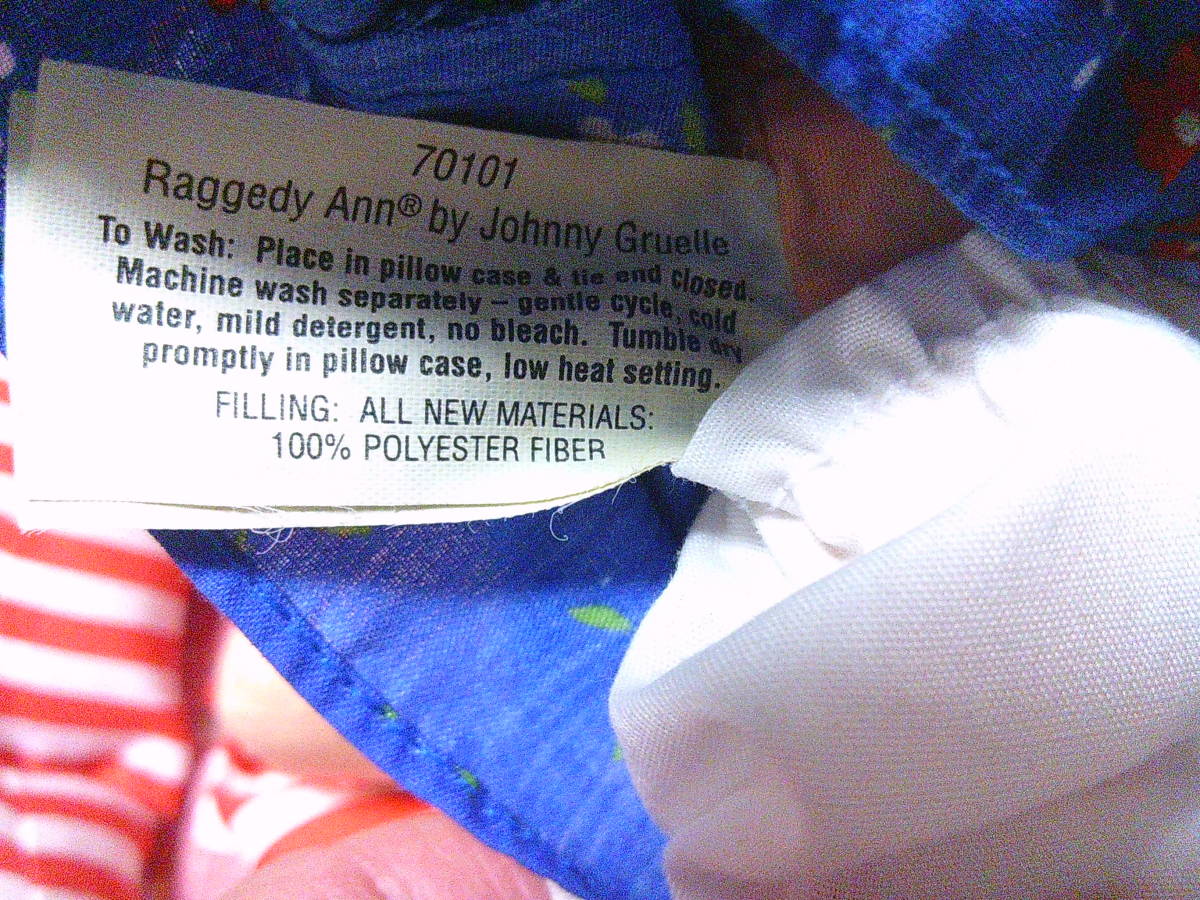 70101
Raggedy Ann® by Johnny Gruelle
To Wash: Place in pillow case & tie end closed.
Machine wash separately – gentle cycle, cold
water, mild detergent, no bleach. Tumble dry
promptly in pillow case, low heat setting.
FILLING: ALL NEW MATERIALS:
100% POLYESTER FIBER